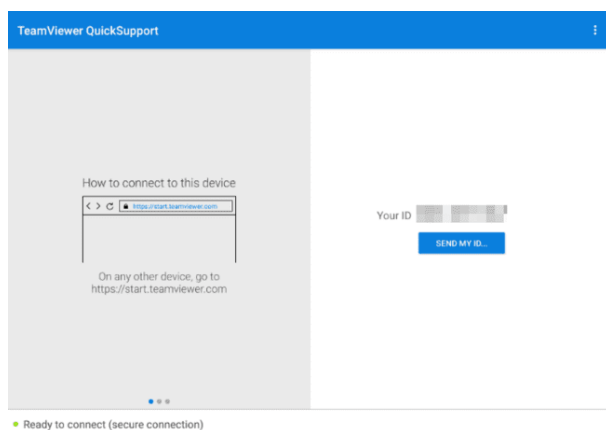 TeamViewer QuickSupport
How to connect to this device
https://start.teamviewer.com
On any other device, go to
https://start.teamviewer.com
Your ID
SEND MY ID...
Ready to connect (secure connection)